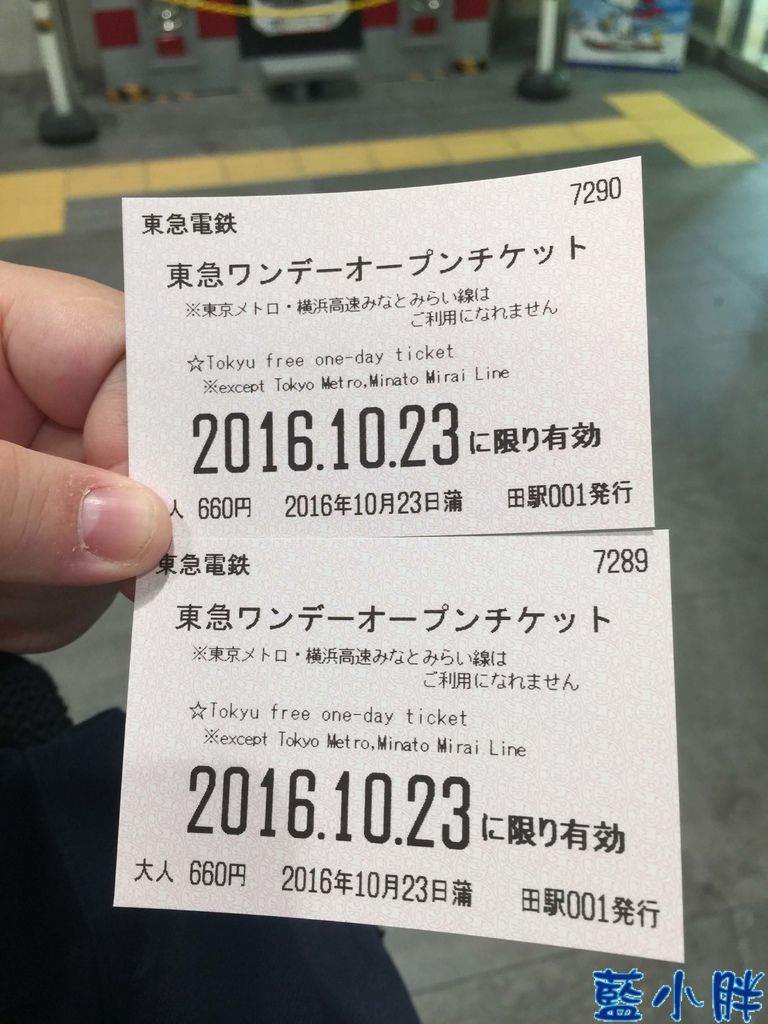 7290
東急電鉄
東急ワンデーオープンチケット
※東京メトロ・横浜高速みなとみらい線は
ご利用になれません
☆Tokyu free one-day ticket
※except Tokyo Metro,Minato Mirai Line
2016.10.23に限り有効
人 660円 2016年10月23日蒲 田駅001発行
東急電鉄 7289
東急ワンデーオープンチケット
※東京メトロ・横浜高速みなとみらい線は
ご利用になれません
☆Tokyu free one-day ticket
※except Tokyo Metro,Minato Mirai Line
2016.10.23に限り有効
大人 660円 2016年10月23日蒲 田駅001発行
藍小胖